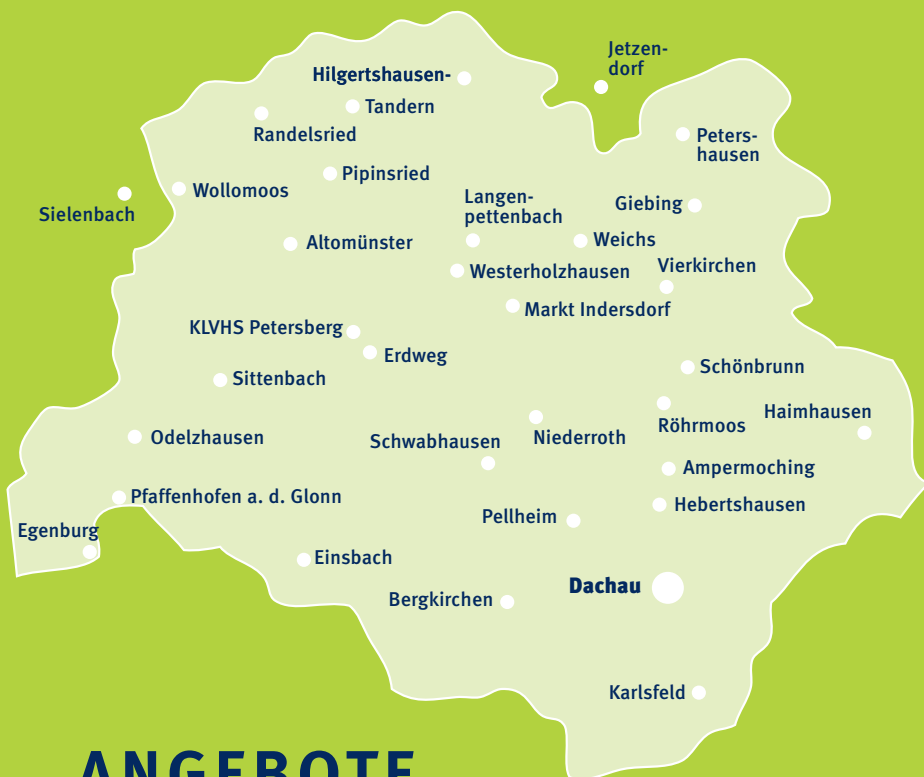 Jetzen-
dorf
Hilgertshausen-
Tandern
Randelsried
Peters-
hausen
Pipinsried
Wollomoos
Sielenbach
Langen-
pettenbach
Giebing
Altomünster
Weichs
Westerholzhausen
Vierkirchen
Markt Indersdorf
KLVHS Petersberg
Erdweg
Schönbrunn
Sittenbach
Haimhausen
Odelzhausen
Schwabhausen
Niederroth
Röhrmoos
Ampermoching
Pfaffenhofen a. d. Glonn
Hebertshausen
Egenburg
Pellheim
Einsbach
Dachau
Bergkirchen
Karlsfeld
ANGEBOTE